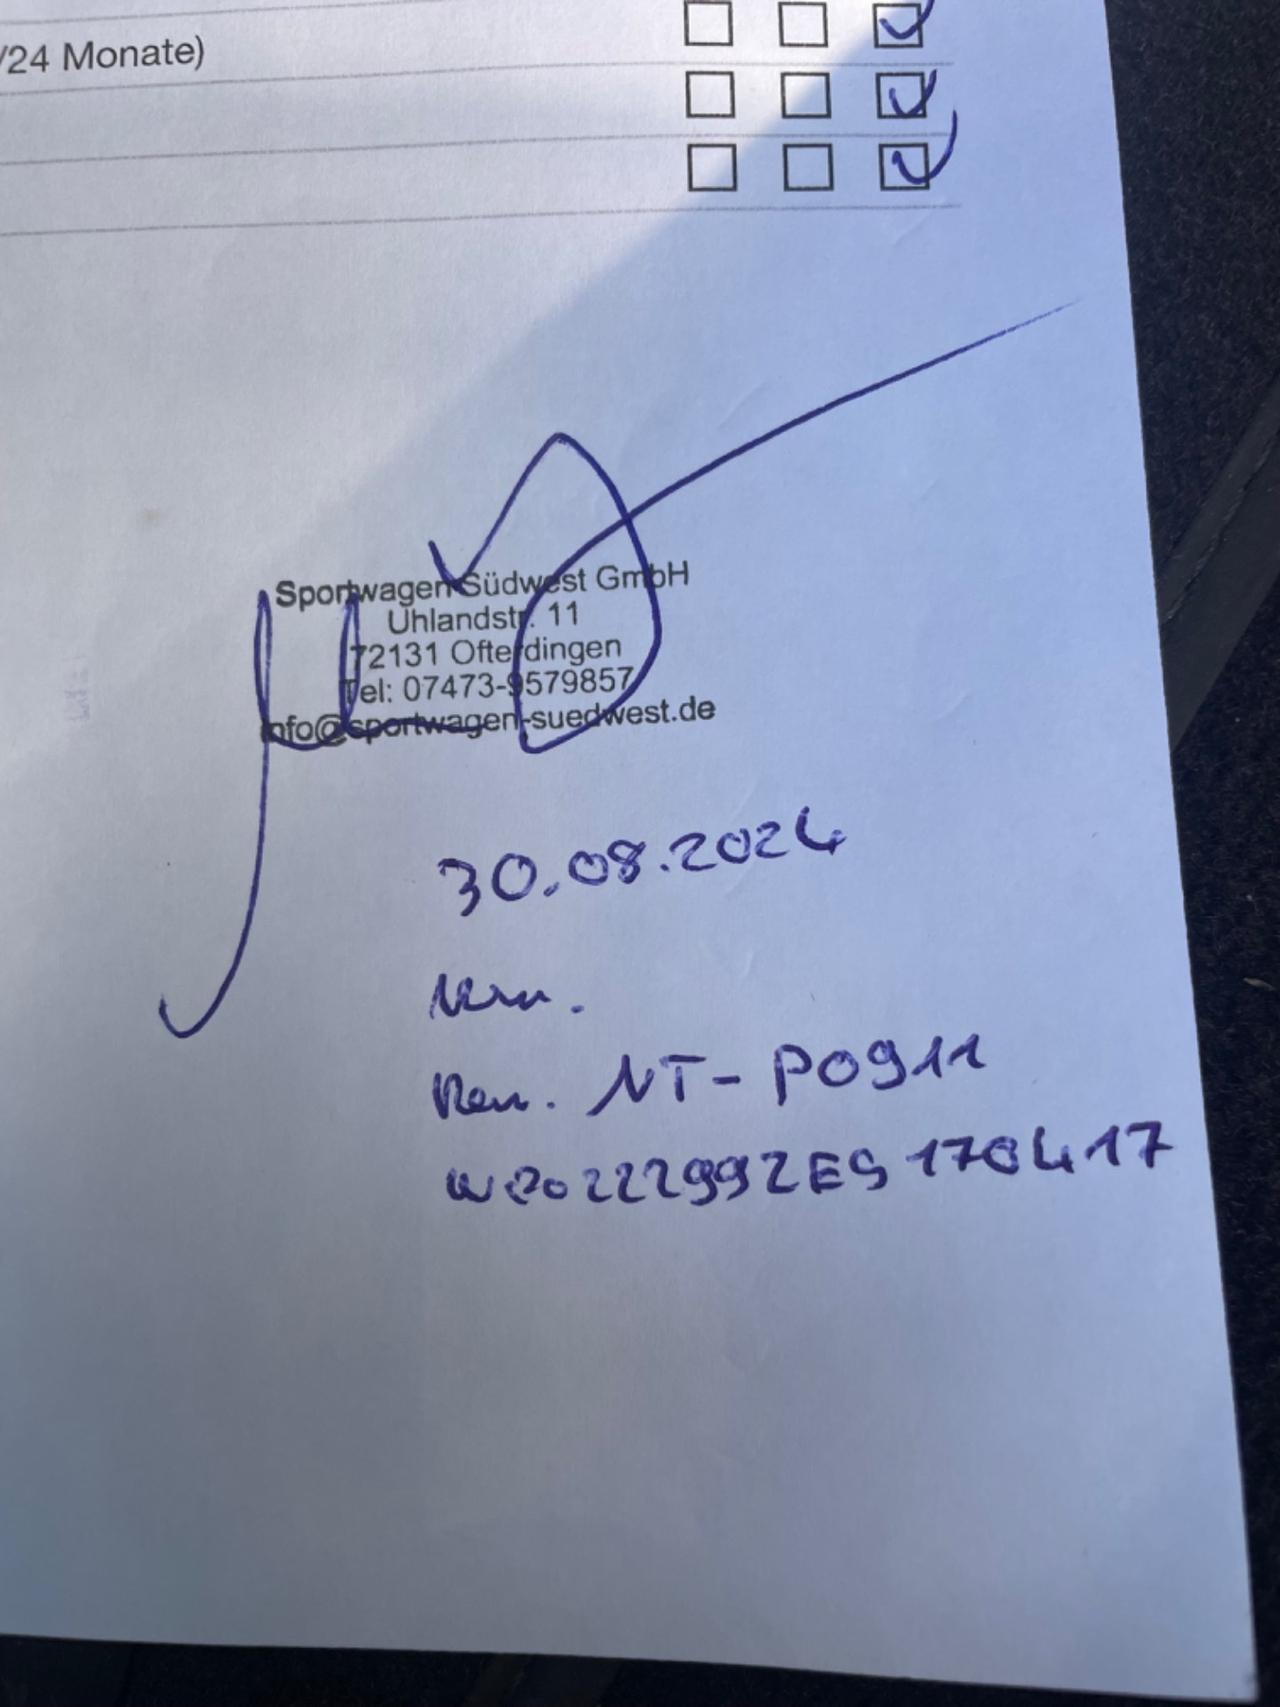 /24 Monate)
Sportwagen Südwest GmbH
Uhlandstr. 11
72131 Ofterdingen
Tel: 07473-9579857
info@sportwagen-suedwest.de
30.08.2024
NT-PO911